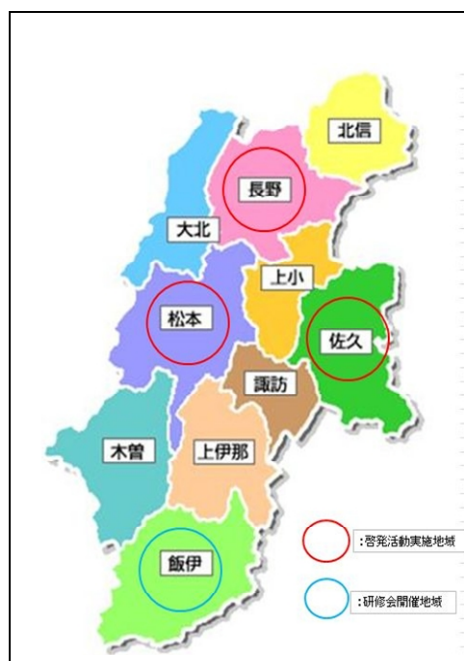 北信
長野
大北
上小
松本
佐久
諏訪
木曽
上伊那
飯伊
:啓発活動実施地域
:研修会開催地域